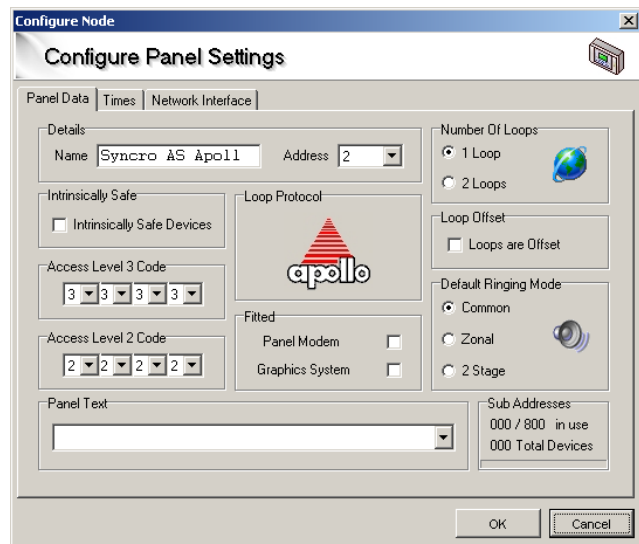 Configure Node
Configure Panel Settings
Panel Data
Times
Network Interface
Details
Name Syncro AS Apoll
Address 2
Number Of Loops
1 Loop
2 Loops
Intrinsically Safe
Intrinsically Safe Devices
Loop Protocol
apollo
Loop Offset
Loops are Offset
Access Level 3 Code
3 3 3 3
Default Ringing Mode
Common
Zonal
2 Stage
Fitted
Panel Modem
Graphics System
Access Level 2 Code
2 2 2 2
Panel Text
Sub Addresses
000 / 800 in use
000 Total Devices
OK
Cancel